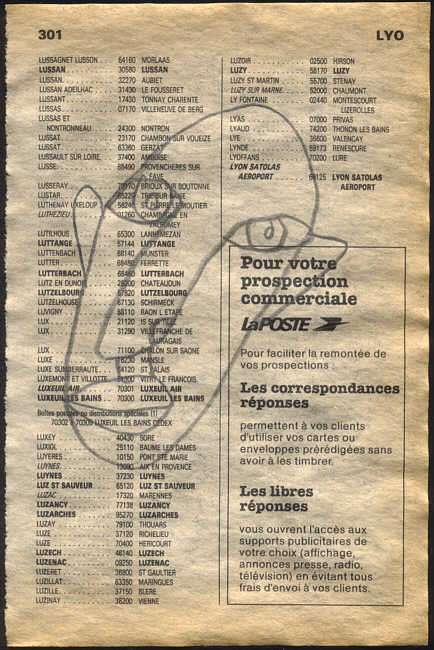 301
LYO
LUSSAGNET LUSSON . . 64160 MORLAAS
LUSSAN . . . 30580 LUSSAN
LUSSAN. . . . 32270 AUBIET
LUSSAN ADEILHAC . . . 31430 LE FOUSSERET
LUSSANT . . . 17430 TONNAY CHARENTE
LUSSAS. . . . 07170 VILLENEUVE DE BERG
LUSSAS ET
NONTRONNEAU . . . 24300 NONTRON
LUSSAT. . . . 23170 CHAMBON SUR VOUEIZE
LUSSAT. . . . 63360 GERZAT
LUSSAULT SUR LOIRE. . 37400 AMBOISE
LUSSE. . . . 88490 PROVENCHERES SUR
FAVE
LUSSERAY . . . 79170 BRIOUX SUR BOUTONNE
LUSTAR. . . . 65220 TRIE SUR
LUTHENAY UXELOUP . . 58240 ST PIERRE LE MOUTIER
LUTHEZIEU. . . 01260 CHAMPAGNE EN
VALROMEY
LUTILHOUS . . . 65300 LANNEMEZAN
LUTTANGE . . . 57144 LUTTANGE
LUTTENBACH . . . 68140 MUNSTER
LUTTER . . . 68480 FERRETTE
LUTTERBACH . . . 68460 LUTTERBACH
LUTZ EN DUNOIS . . . 28200 CHATEAUDUN
LUTZELBOURG . . . 57820 LUTZELBOURG
LUTZELHOUSE . . . 67130 SCHIRMECK
LUVIGNY . . . 88110 RAON L ETAPE
LUX . . . 21120 IS SUR TILLE
LUX . . . 31290 VILLEFRANCHE DE
LAURAGAIS
LUX . . . 71100 CHALON SUR SAONE
LUXE . . . 16230 MANSLE
LUXE SUMBERRAUTE. . . 64120 ST PALAIS
LUXEMONT ET VILLOTTE . 51300 VITRY LE FRANCOIS
LUXEUIL AIR . . . 70301 LUXEUIL AIR
LUXEUIL LES BAINS . . 70300 LUXEUIL LES BAINS
Boîtes postales ou distributions spéciales (1)
70302 à 70309 LUXEUIL LES BAINS CEDEX
LUXEY . . . 40430 SORE
LUXIOL . . . 25110 BAUME LES DAMES
LUYERES . . . 10150 PONT STE MARIE
LUYNES. . . . 13090 AIX EN PROVENCE
LUYNES . . . 37230 LUYNES
LUZ ST SAUVEUR . . . 65120 LUZ ST SAUVEUR
LUZAC . . . 17320 MARENNES
LUZANCY . . . 77138 LUZANCY
LUZARCHES . . . 95270 LUZARCHES
LUZAY . . . 79100 THOUARS
LUZE . . . 37120 RICHELIEU
LUZE . . . 70400 HERICOURT
LUZECH . . . 46140 LUZECH
LUZENAC . . . 09250 LUZENAC
LUZERET . . . 36800 ST GAULTIER
LUZILLAT. . . . 63350 MARINGUES
LUZILLE. . . . 37150 BLERE
LUZINAY . . . 38200 VIENNE
LUZOIR . . . 02500 HIRSON
LUZY . . . 58170 LUZY
LUZY ST MARTIN . . . 55700 STENAY
LUZY SUR MARNE. . . 52000 CHAUMONT
LY FONTAINE . . . 02440 MONTESCOURT
LIZEROLLES
LYAS . . . 07000 PRIVAS
LYAUD . . . 74200 THONON LES BAINS
LYE . . . 36600 VALENCAY
LYNDE . . . 59173 RENESCURE
LYOFFANS . . . 70200 LURE
LYON SATOLAS
AEROPORT . . . 69125 LYON SATOLAS
AEROPORT
Pour votre
prospection
commerciale
LA POSTE
Pour faciliter la remontée de
vos prospections :
Les correspondances
réponses
permettent à vos clients
d'utiliser vos cartes ou
enveloppes prérédigées sans
avoir à les timbrer.
Les libres
réponses
vous ouvrent l'accès aux
supports publicitaires de
votre choix (affichage,
annonces presse, radio,
télévision) en évitant tous
frais d'envoi à vos clients.